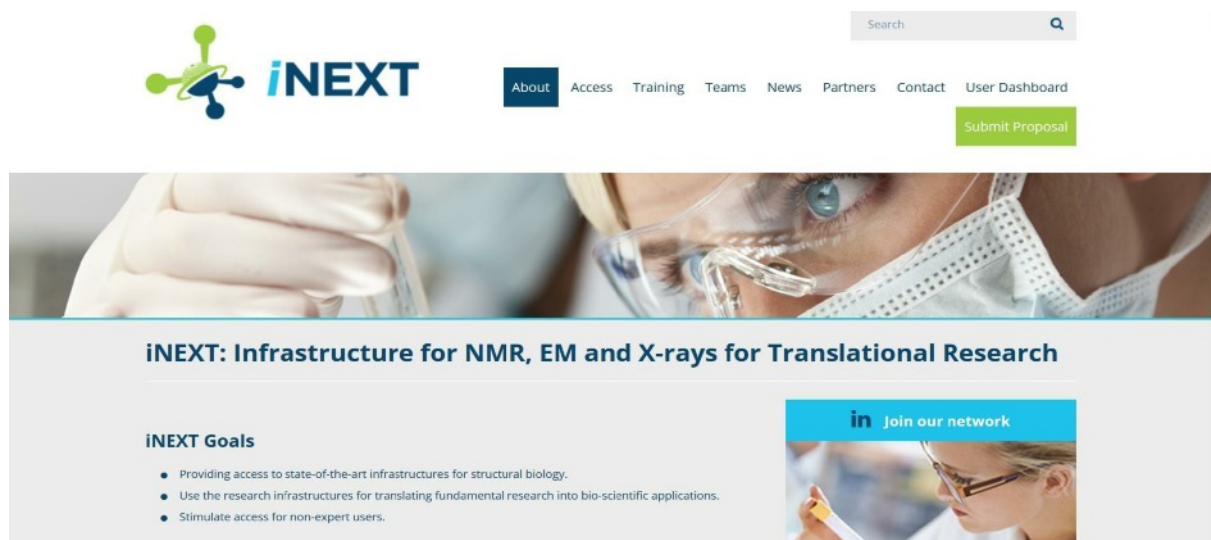 Search
iNEXT
About Access Training Teams News Partners Contact User Dashboard
Submit Proposal
iNEXT: Infrastructure for NMR, EM and X-rays for Translational Research
in Join our network
iNEXT Goals
• Providing access to state-of-the-art infrastructures for structural biology.
• Use the research infrastructures for translating fundamental research into bio-scientific applications.
• Stimulate access for non-expert users.